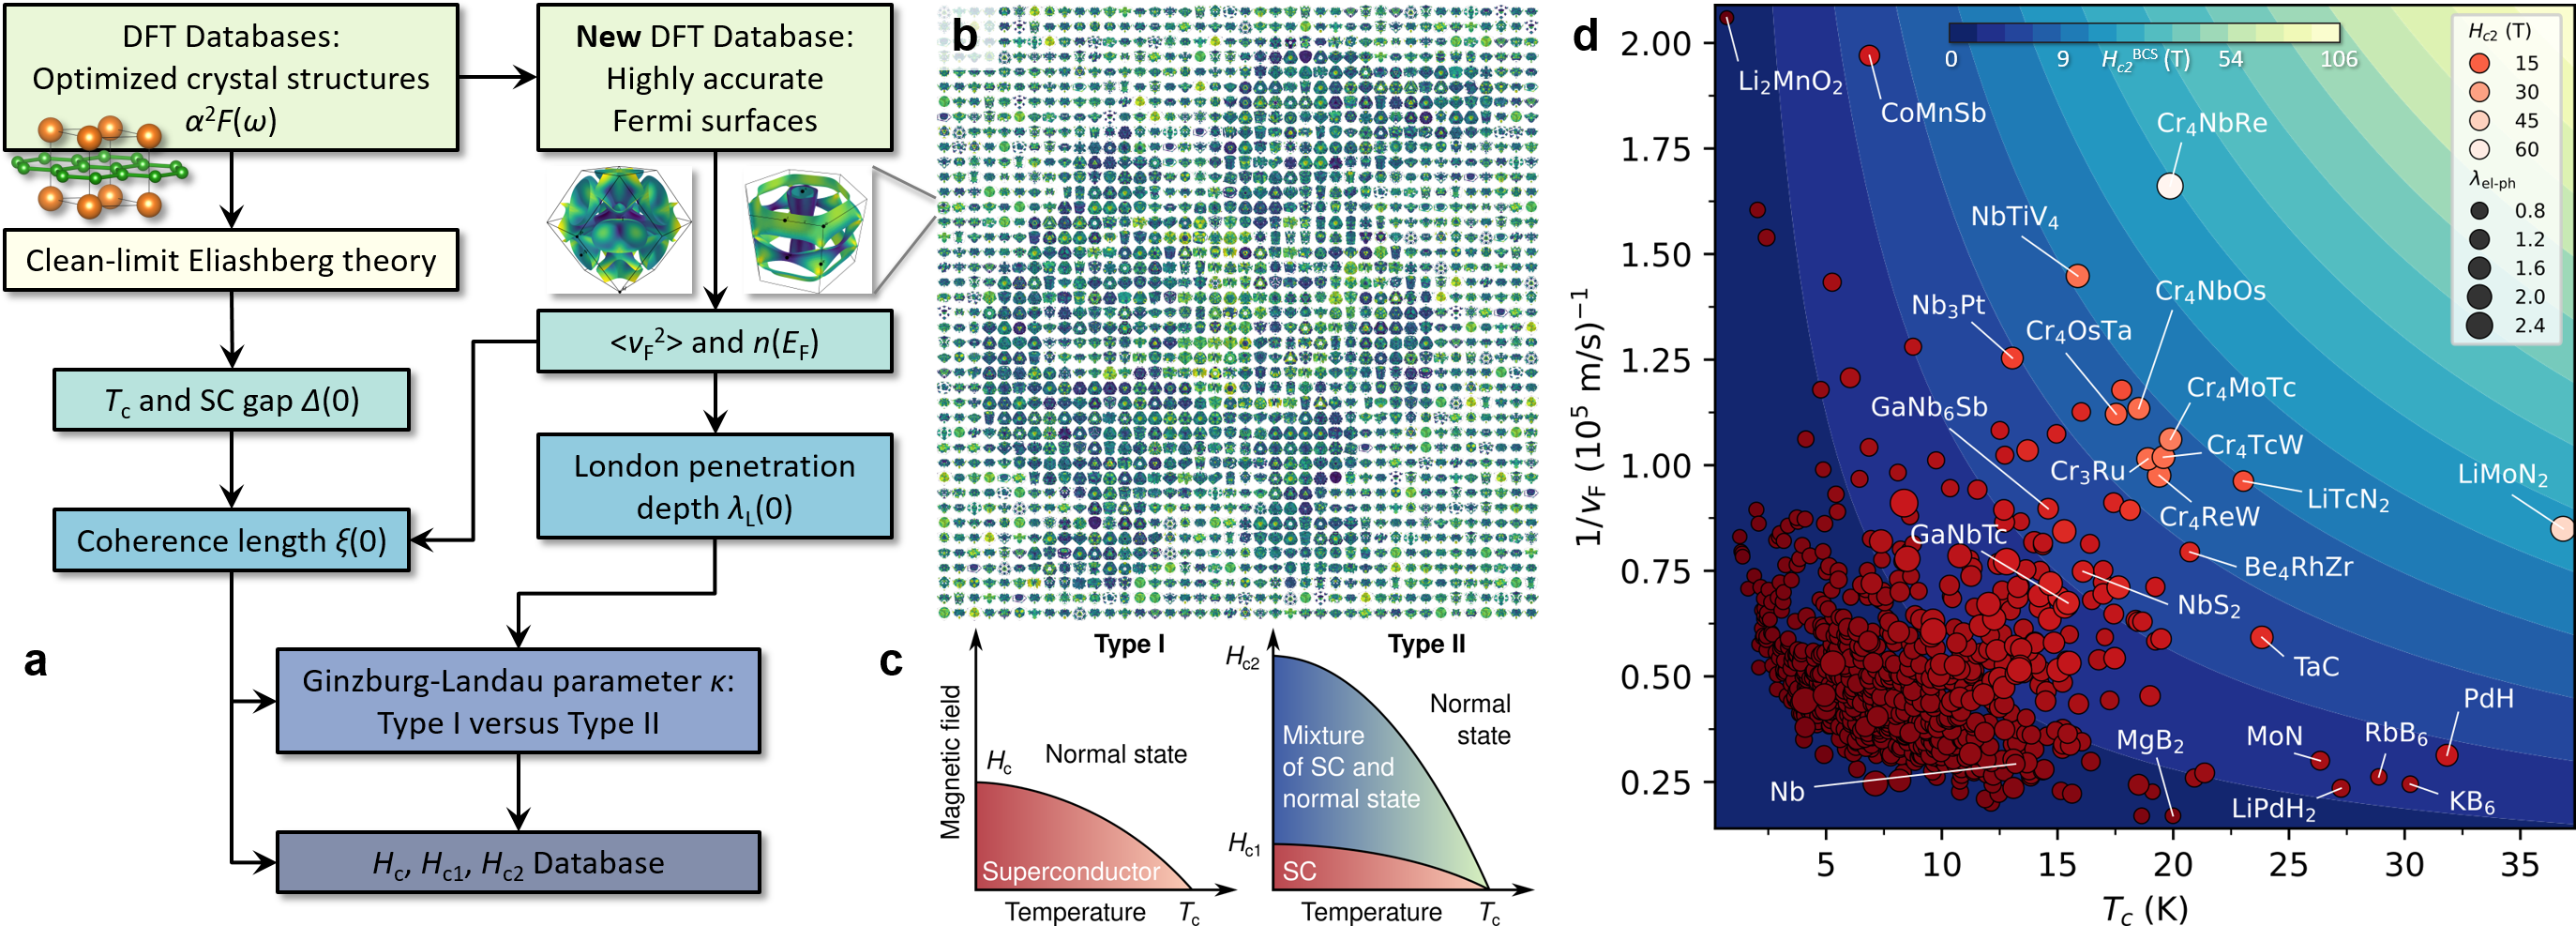 DFT Databases:
Optimized crystal structures
α²F(ω)
New DFT Database:
Highly accurate
Fermi surfaces
Clean-limit Eliashberg theory
<v_F²> and n(E_F)
T_c and SC gap Δ(0)
London penetration
depth λ_L(0)
Coherence length ξ(0)
a
Ginzburg-Landau parameter κ:
Type I versus Type II
H_c, H_c1, H_c2 Database
b
c
Type I
Magnetic field
H_c
Normal state
Superconductor
Temperature
T_c
Type II
H_c2
Normal
state
Mixture
of SC and
normal state
H_c1
SC
Temperature
T_c
d
1/v_F (10⁵ m/s)⁻¹
2.00
1.75
1.50
1.25
1.00
0.75
0.50
0.25
5
10
15
20
25
30
35
T_c (K)
0
9
H_c2^BCS (T)
54
106
H_c2 (T)
15
30
45
60
λ_el-ph
0.8
1.2
1.6
2.0
2.4
Li₂MnO₂
CoMnSb
Cr₄NbRe
NbTiV₄
Cr₄NbOs
Nb₃Pt
Cr₄OsTa
Cr₄MoTc
GaNb₆Sb
Cr₄TcW
Cr₃Ru
LiMoN₂
LiTcN₂
Cr₄ReW
GaNbTc
Be₄RhZr
NbS₂
TaC
PdH
MgB₂
MoN
RbB₆
Nb
LiPdH₂
KB₆